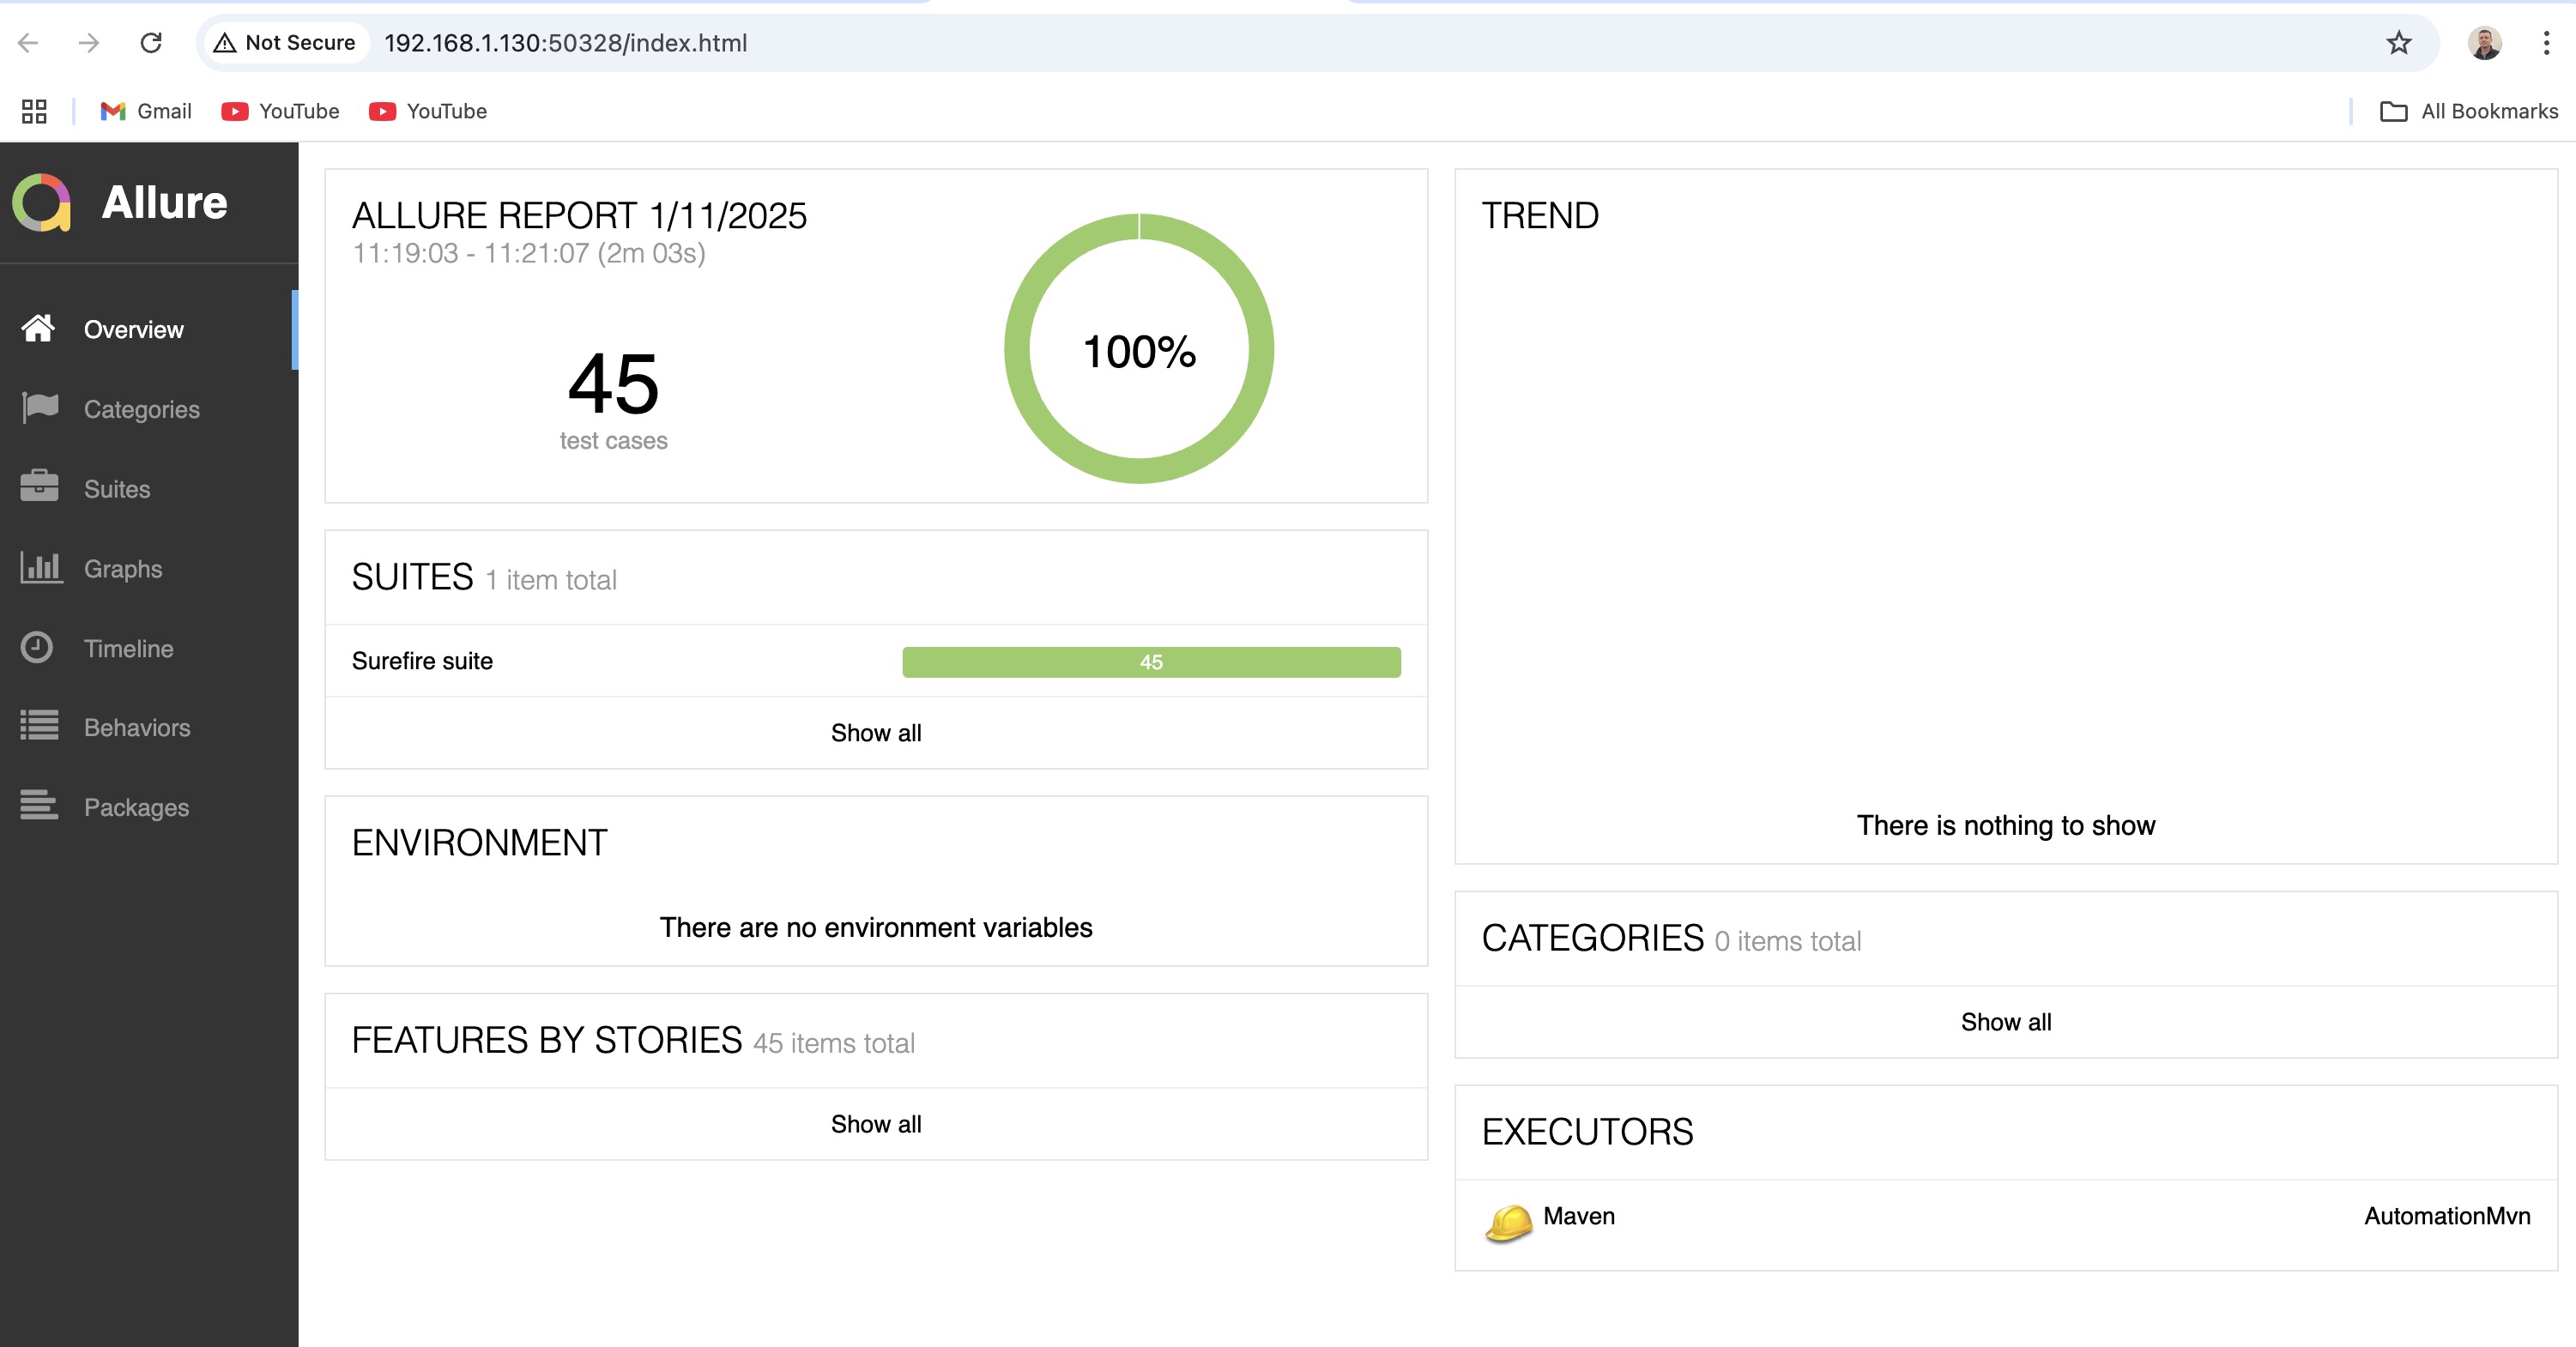 Not Secure 192.168.1.130:50328/index.html
Gmail YouTube YouTube All Bookmarks
Allure
Overview
Categories
Suites
Graphs
Timeline
Behaviors
Packages
ALLURE REPORT 1/11/2025
11:19:03 - 11:21:07 (2m 03s)
45
test cases
100%
SUITES 1 item total
Surefire suite 45
Show all
ENVIRONMENT
There are no environment variables
FEATURES BY STORIES 45 items total
Show all
TREND
There is nothing to show
CATEGORIES 0 items total
Show all
EXECUTORS
Maven AutomationMvn